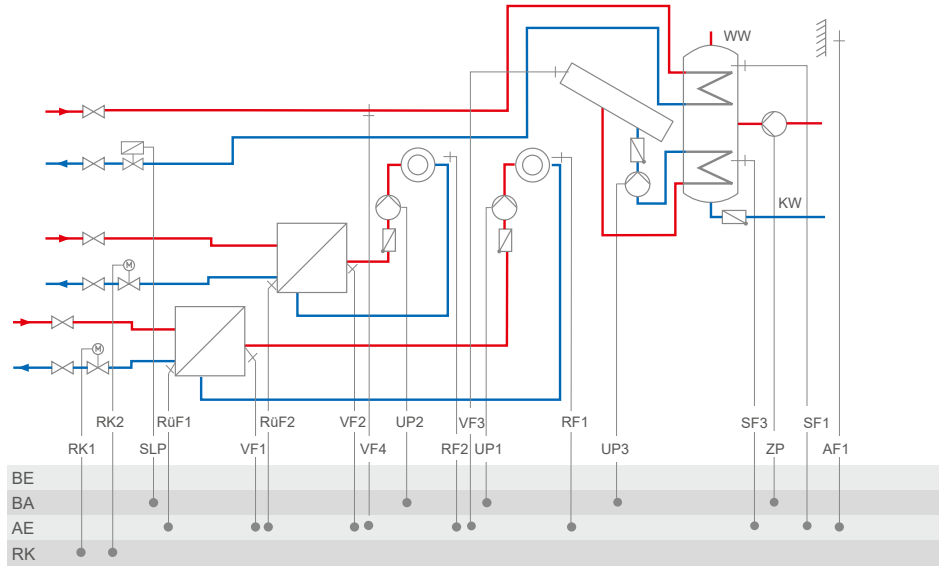 WW
KW
M
M
RK2 RüF1 RüF2 VF2 UP2 VF3 RF1 SF3 SF1
RK1 SLP VF1 VF4 RF2 UP1 UP3 ZP AF1
BE
BA
AE
RK